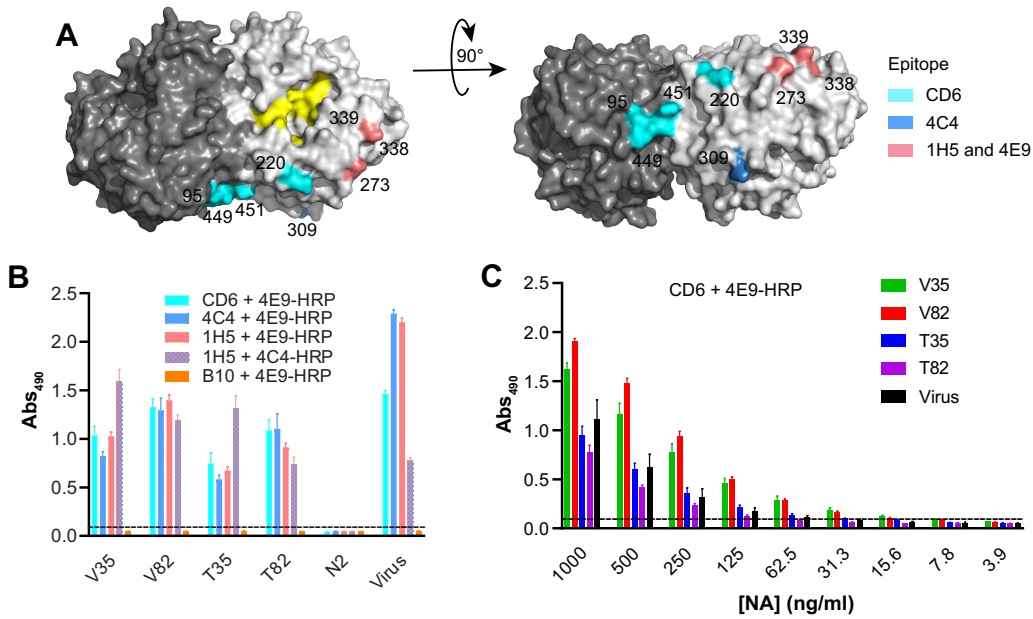 A
90°
339
338
273
220
95
449
451
309
339
338
273
220
451
95
449
309
Epitope
CD6
4C4
1H5 and 4E9
B
Abs490
2.5
2.0
1.5
1.0
0.5
0.0
CD6 + 4E9-HRP
4C4 + 4E9-HRP
1H5 + 4E9-HRP
1H5 + 4C4-HRP
B10 + 4E9-HRP
V35
V82
T35
T82
N2
Virus
C
CD6 + 4E9-HRP
Abs490
2.5
2.0
1.5
1.0
0.5
0.0
V35
V82
T35
T82
Virus
1000
500
250
125
62.5
31.3
15.6
7.8
3.9
[NA] (ng/ml)